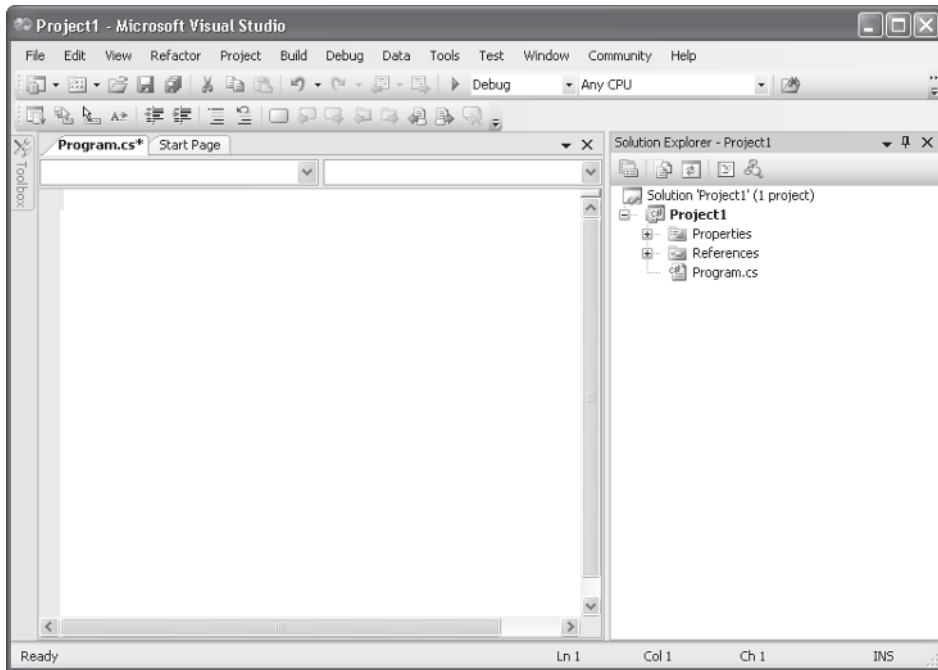 Project1 - Microsoft Visual Studio
File Edit View Refactor Project Build Debug Data Tools Test Window Community Help
Debug Any CPU
Toolbox
Program.cs* Start Page
Solution Explorer - Project1
Solution 'Project1' (1 project)
Project1
Properties
References
Program.cs
Ready Ln 1 Col 1 Ch 1 INS